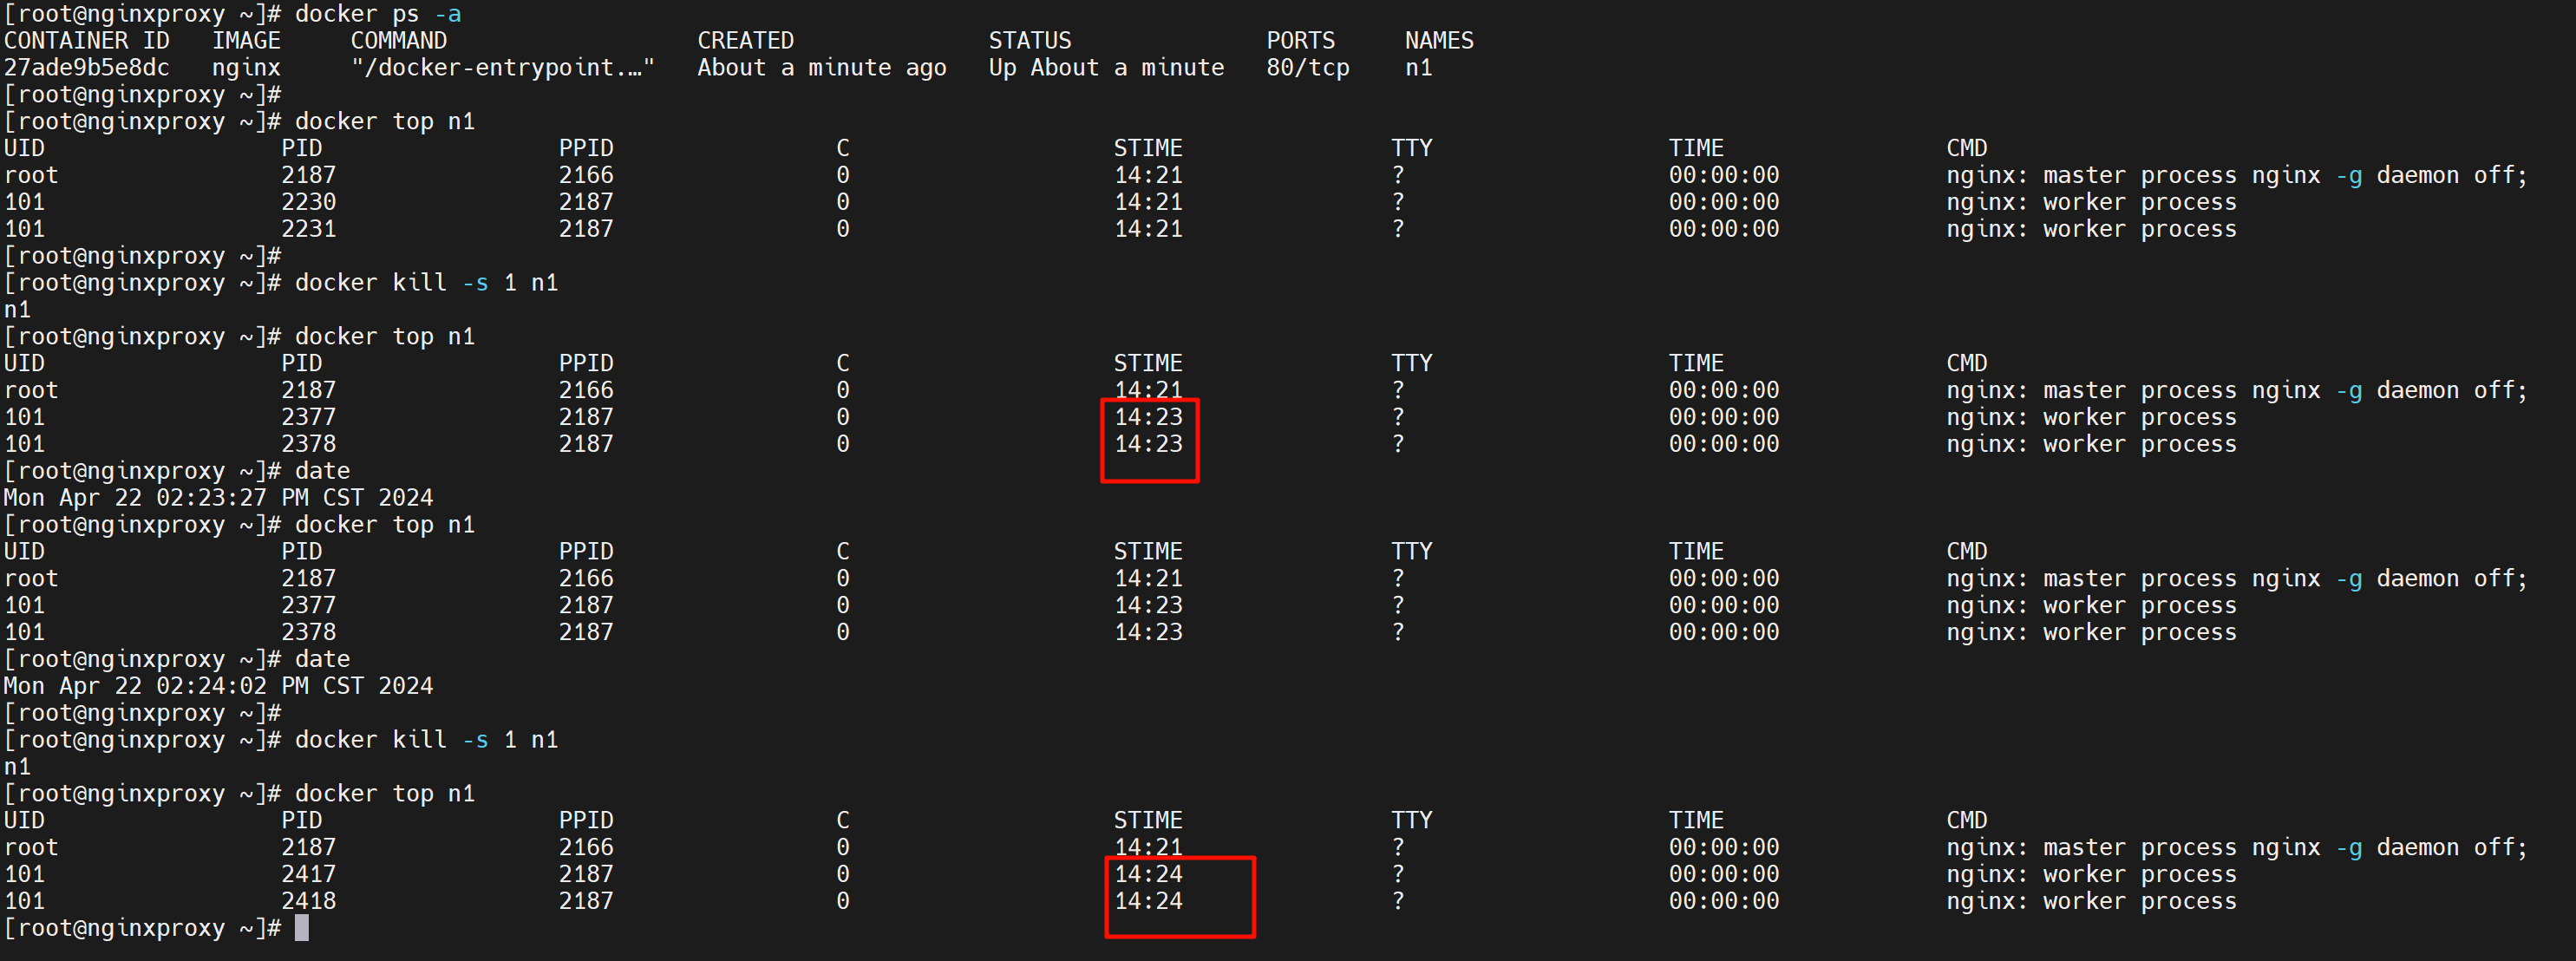 [root@nginxproxy ~]# docker ps -a
CONTAINER ID   IMAGE     COMMAND                  CREATED              STATUS              PORTS     NAMES
27ade9b5e8dc   nginx     "/docker-entrypoint.…"   About a minute ago   Up About a minute   80/tcp    n1
[root@nginxproxy ~]#
[root@nginxproxy ~]# docker top n1
UID                 PID                 PPID                C                   STIME               TTY                 TIME                CMD
root                2187                2166                0                   14:21               ?                   00:00:00            nginx: master process nginx -g daemon off;
101                 2230                2187                0                   14:21               ?                   00:00:00            nginx: worker process
101                 2231                2187                0                   14:21               ?                   00:00:00            nginx: worker process
[root@nginxproxy ~]#
[root@nginxproxy ~]# docker kill -s 1 n1
n1
[root@nginxproxy ~]# docker top n1
UID                 PID                 PPID                C                   STIME               TTY                 TIME                CMD
root                2187                2166                0                   14:21               ?                   00:00:00            nginx: master process nginx -g daemon off;
101                 2377                2187                0                   14:23               ?                   00:00:00            nginx: worker process
101                 2378                2187                0                   14:23               ?                   00:00:00            nginx: worker process
[root@nginxproxy ~]# date
Mon Apr 22 02:23:27 PM CST 2024
[root@nginxproxy ~]# docker top n1
UID                 PID                 PPID                C                   STIME               TTY                 TIME                CMD
root                2187                2166                0                   14:21               ?                   00:00:00            nginx: master process nginx -g daemon off;
101                 2377                2187                0                   14:23               ?                   00:00:00            nginx: worker process
101                 2378                2187                0                   14:23               ?                   00:00:00            nginx: worker process
[root@nginxproxy ~]# date
Mon Apr 22 02:24:02 PM CST 2024
[root@nginxproxy ~]#
[root@nginxproxy ~]# docker kill -s 1 n1
n1
[root@nginxproxy ~]# docker top n1
UID                 PID                 PPID                C                   STIME               TTY                 TIME                CMD
root                2187                2166                0                   14:21               ?                   00:00:00            nginx: master process nginx -g daemon off;
101                 2417                2187                0                   14:24               ?                   00:00:00            nginx: worker process
101                 2418                2187                0                   14:24               ?                   00:00:00            nginx: worker process
[root@nginxproxy ~]#